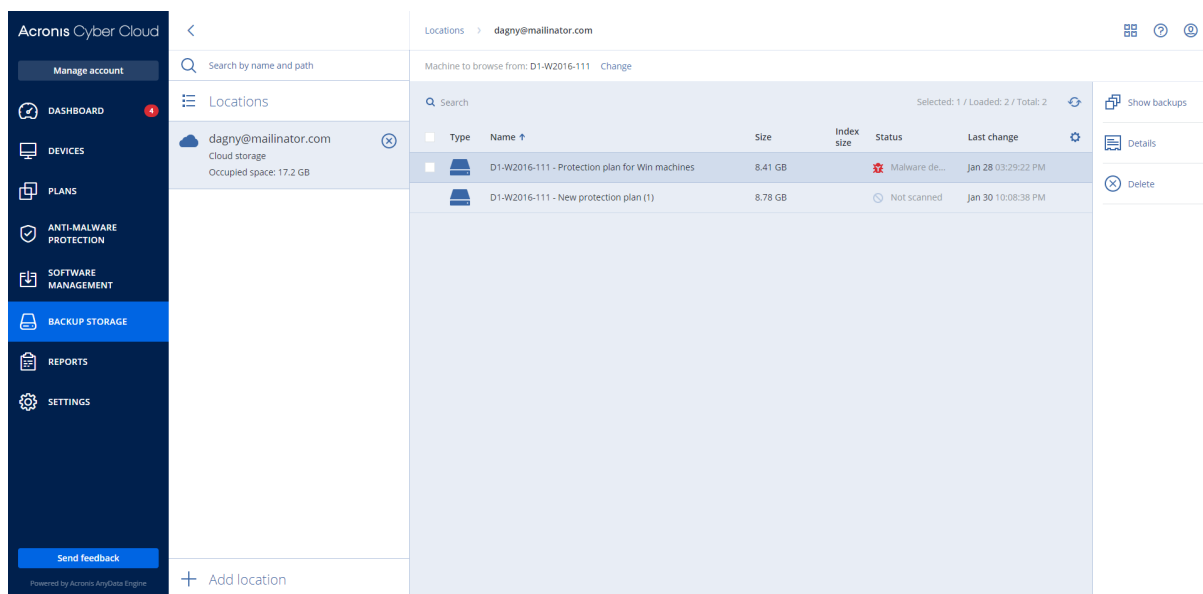 Acronis Cyber Cloud
Manage account
DASHBOARD
4
DEVICES
PLANS
ANTI-MALWARE
PROTECTION
SOFTWARE
MANAGEMENT
BACKUP STORAGE
REPORTS
SETTINGS
Send feedback
Powered by Acronis AnyData Engine
Search by name and path
Locations
dagny@mailinator.com
Cloud storage
Occupied space: 17.2 GB
Add location
Locations > dagny@mailinator.com
Machine to browse from: D1-W2016-111 Change
Search
Selected: 1 / Loaded: 2 / Total: 2
Type Name ↑ Size Index size Status Last change
D1-W2016-111 - Protection plan for Win machines 8.41 GB Malware de... Jan 28 03:29:22 PM
D1-W2016-111 - New protection plan (1) 8.78 GB Not scanned Jan 30 10:08:38 PM
Show backups
Details
Delete